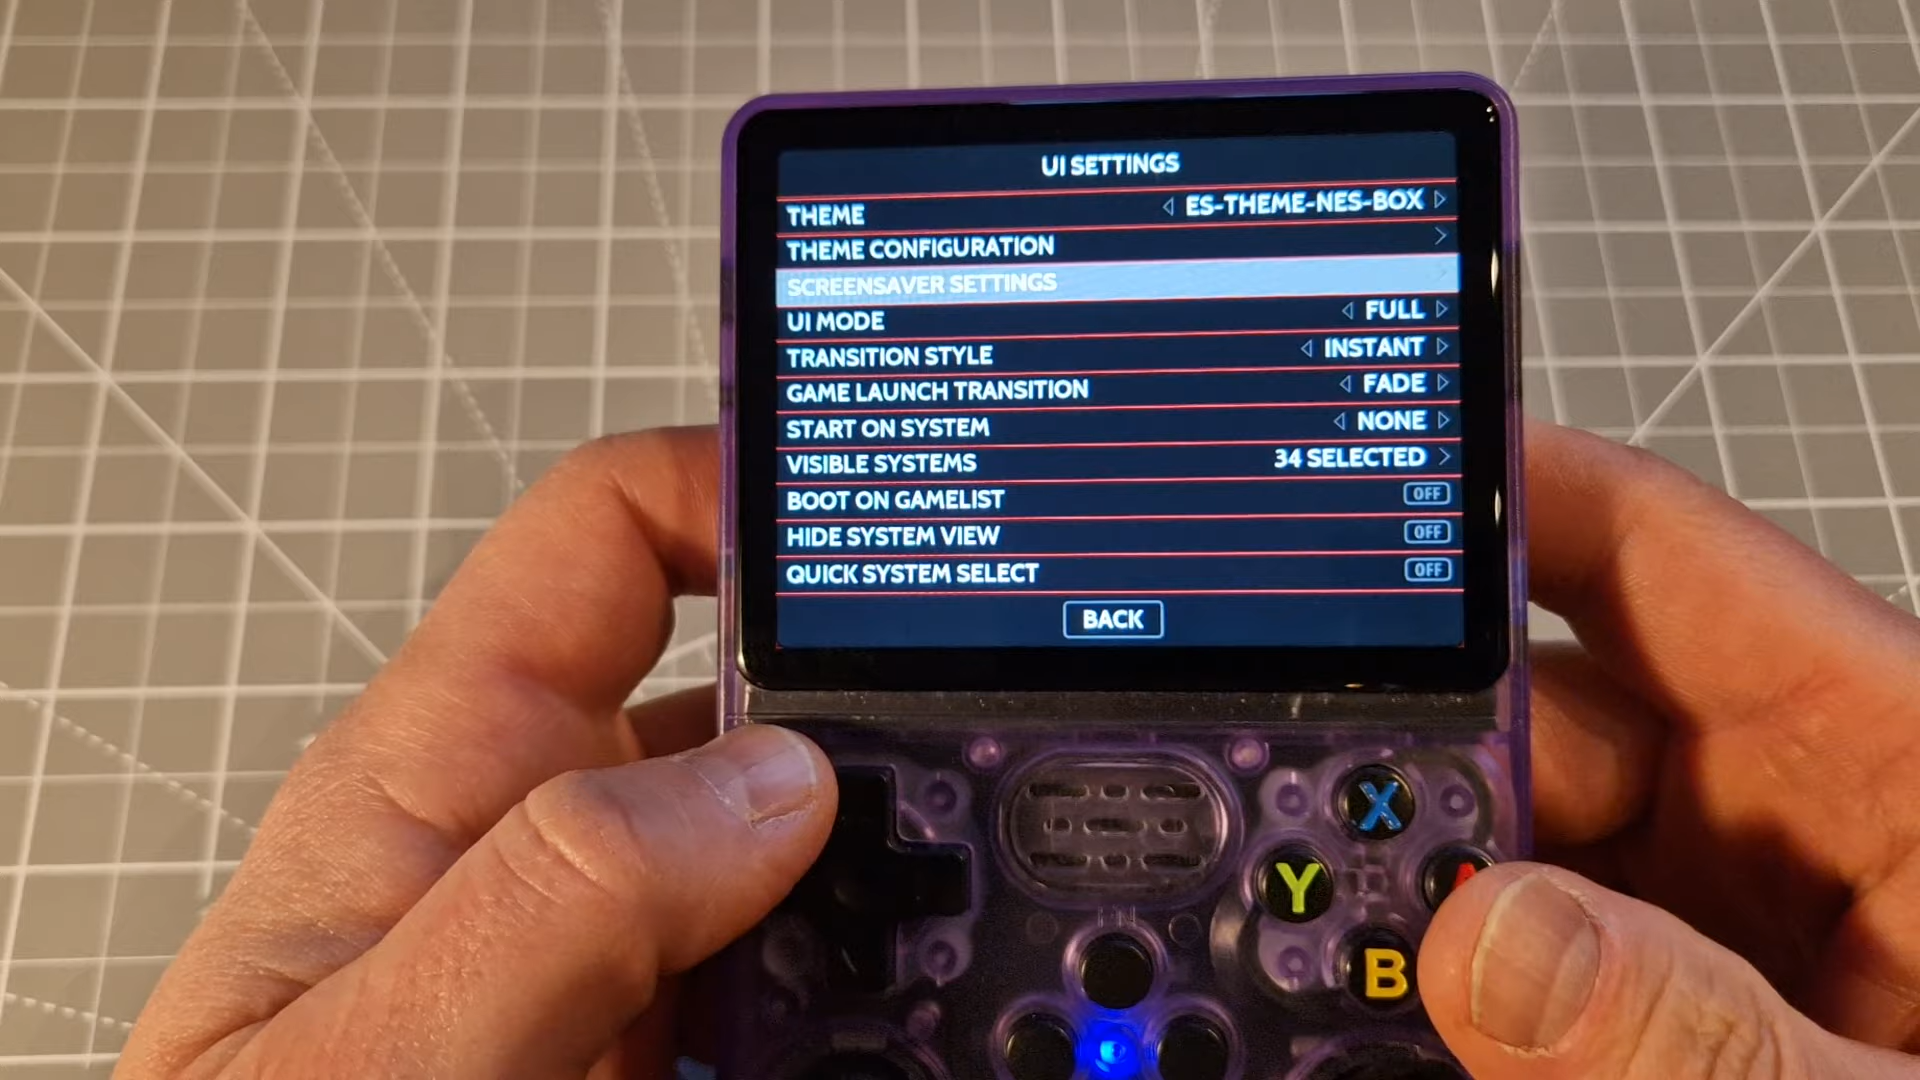 UI SETTINGS
THEME ES-THEME-NES-BOX
THEME CONFIGURATION
SCREENSAVER SETTINGS
UI MODE FULL
TRANSITION STYLE INSTANT
GAME LAUNCH TRANSITION FADE
START ON SYSTEM NONE
VISIBLE SYSTEMS 34 SELECTED
BOOT ON GAMELIST OFF
HIDE SYSTEM VIEW OFF
QUICK SYSTEM SELECT OFF
BACK
X
Y
B